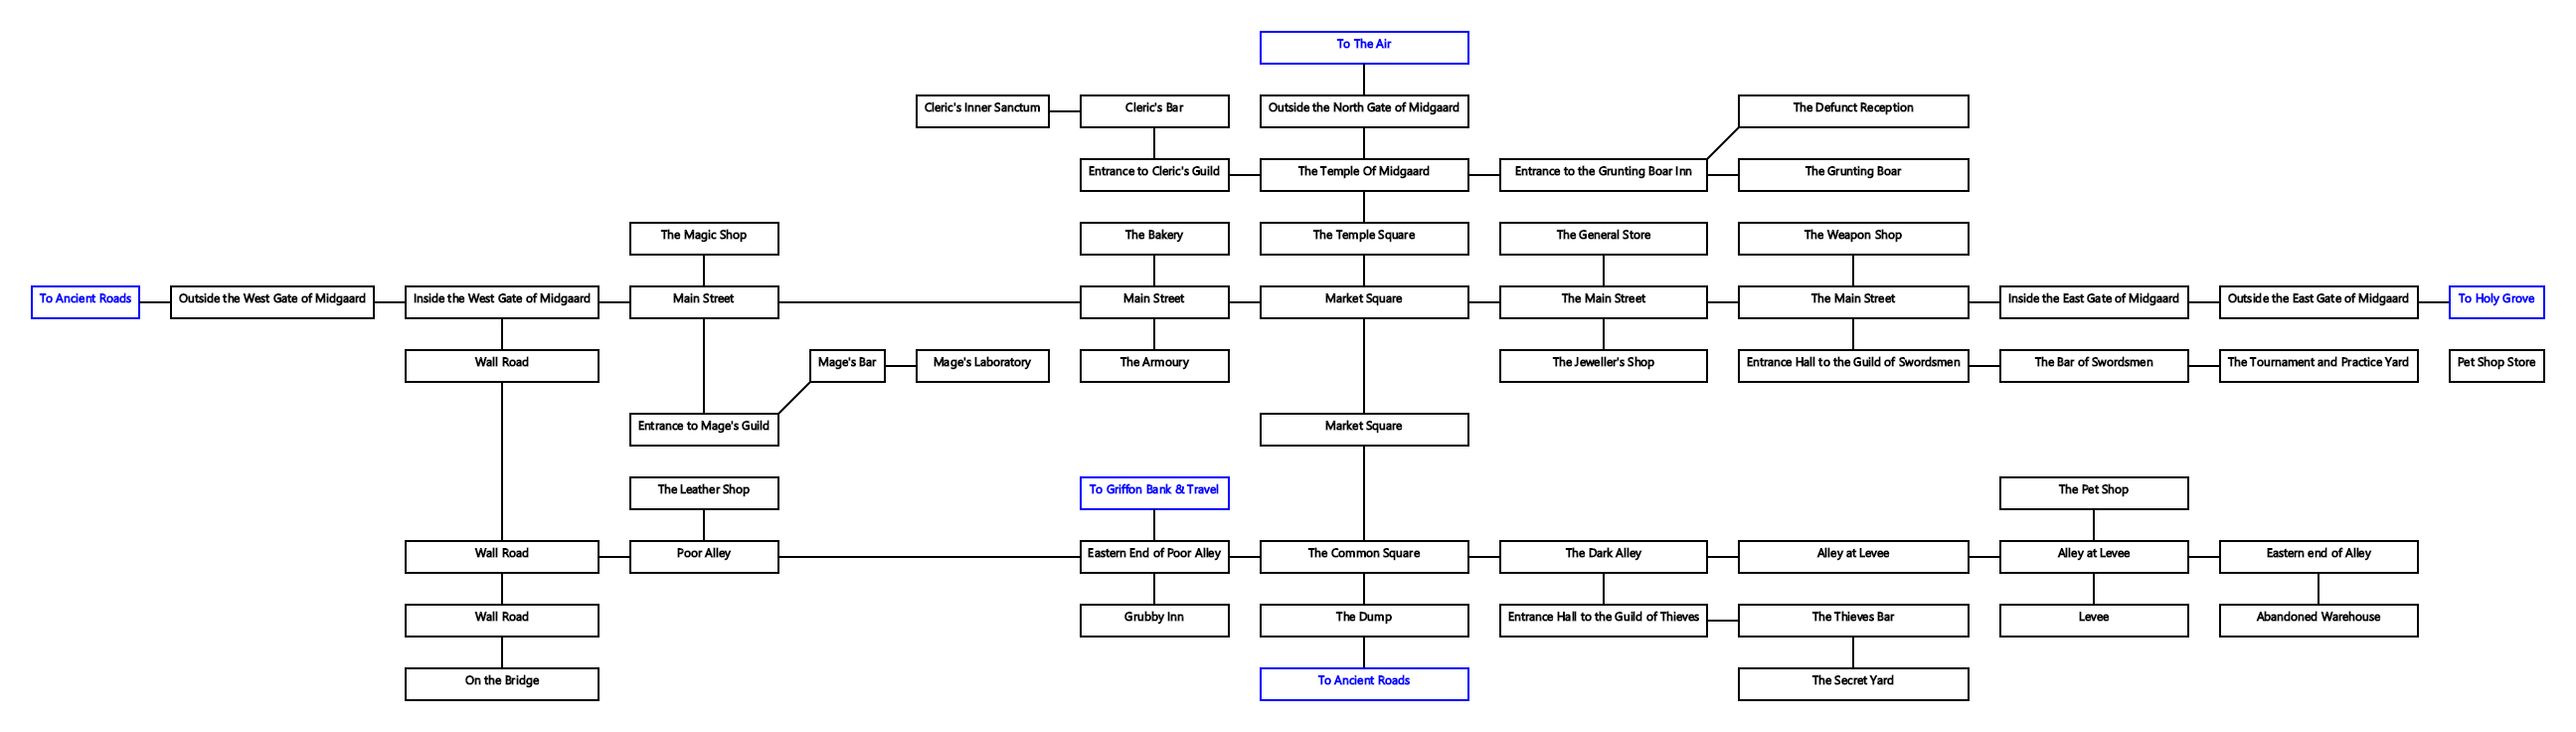 To The Air
Cleric's Inner Sanctum
Cleric's Bar
Outside the North Gate of Midgaard
The Defunct Reception
Entrance to Cleric's Guild
The Temple Of Midgaard
Entrance to the Grunting Boar Inn
The Grunting Boar
The Magic Shop
The Bakery
The Temple Square
The General Store
The Weapon Shop
To Ancient Roads
Outside the West Gate of Midgaard
Inside the West Gate of Midgaard
Main Street
Main Street
Market Square
The Main Street
The Main Street
Inside the East Gate of Midgaard
Outside the East Gate of Midgaard
To Holy Grove
Wall Road
Mage's Bar
Mage's Laboratory
The Armoury
The Jeweller's Shop
Entrance Hall to the Guild of Swordsmen
The Bar of Swordsmen
The Tournament and Practice Yard
Pet Shop Store
Entrance to Mage's Guild
Market Square
The Leather Shop
To Griffon Bank & Travel
The Pet Shop
Wall Road
Poor Alley
Eastern End of Poor Alley
The Common Square
The Dark Alley
Alley at Levee
Alley at Levee
Eastern end of Alley
Wall Road
Grubby Inn
The Dump
Entrance Hall to the Guild of Thieves
The Thieves Bar
Levee
Abandoned Warehouse
On the Bridge
To Ancient Roads
The Secret Yard